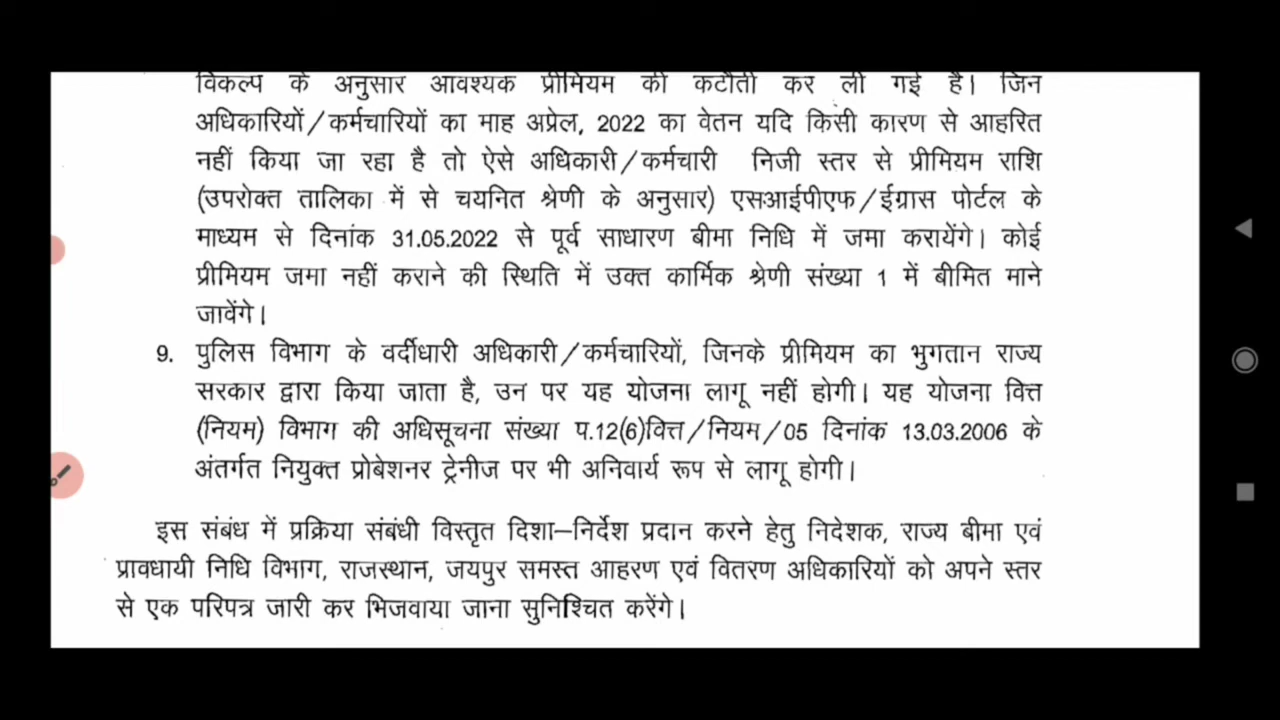 विकल्प के अनुसार आवश्यक प्रीमियम की कटौती कर ली गई है। जिन
अधिकारियों/कर्मचारियों का माह अप्रेल, 2022 का वेतन यदि किसी कारण से आहरित
नहीं किया जा रहा है तो ऐसे अधिकारी/कर्मचारी निजी स्तर से प्रीमियम राशि
(उपरोक्त तालिका में से चयनित श्रेणी के अनुसार) एसआईपीएफ/ईग्रास पोर्टल के
माध्यम से दिनांक 31.05.2022 से पूर्व साधारण बीमा निधि में जमा करायेंगे। कोई
प्रीमियम जमा नहीं कराने की स्थिति में उक्त कार्मिक श्रेणी संख्या 1 में बीमित माने
जावेंगे।
9. पुलिस विभाग के वर्दीधारी अधिकारी/कर्मचारियों, जिनके प्रीमियम का भुगतान राज्य
सरकार द्वारा किया जाता है, उन पर यह योजना लागू नहीं होगी। यह योजना वित्त
(नियम) विभाग की अधिसूचना संख्या प.12(6)वित्त/नियम/05 दिनांक 13.03.2006 के
अंतर्गत नियुक्त प्रोबेशनर ट्रेनीज पर भी अनिवार्य रूप से लागू होगी।
इस संबंध में प्रक्रिया संबंधी विस्तृत दिशा–निर्देश प्रदान करने हेतु निदेशक, राज्य बीमा एवं
प्रावधायी निधि विभाग, राजस्थान, जयपुर समस्त आहरण एवं वितरण अधिकारियों को अपने स्तर
से एक परिपत्र जारी कर भिजवाया जाना सुनिश्चित करेंगे।